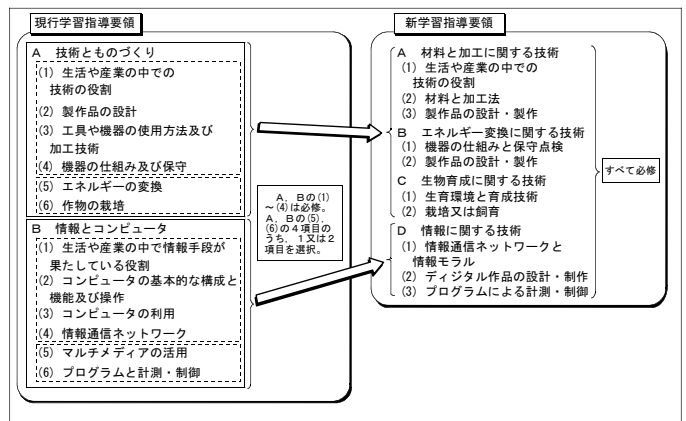 現行学習指導要領
A 技術とものづくり
(1) 生活や産業の中での
技術の役割
(2) 製作品の設計
(3) 工具や機器の使用方法及び
加工技術
(4) 機器の仕組み及び保守
(5) エネルギーの変換
(6) 作物の栽培
B 情報とコンピュータ
(1) 生活や産業の中で情報手段が
果たしている役割
(2) コンピュータの基本的な構成と
機能及び操作
(3) コンピュータの利用
(4) 情報通信ネットワーク
(5) マルチメディアの活用
(6) プログラムと計測・制御
A，Bの(1)
～(4)は必修。
A，Bの(5)，
(6)の4項目の
うち，1又は2
項目を選択。
新学習指導要領
A 材料と加工に関する技術
(1) 生活や産業の中での
技術の役割
(2) 材料と加工法
(3) 製作品の設計・製作
B エネルギー変換に関する技術
(1) 機器の仕組みと保守点検
(2) 製作品の設計・製作
C 生物育成に関する技術
(1) 生育環境と育成技術
(2) 栽培又は飼育
D 情報に関する技術
(1) 情報通信ネットワークと
情報モラル
(2) ディジタル作品の設計・制作
(3) プログラムによる計測・制御
すべて必修